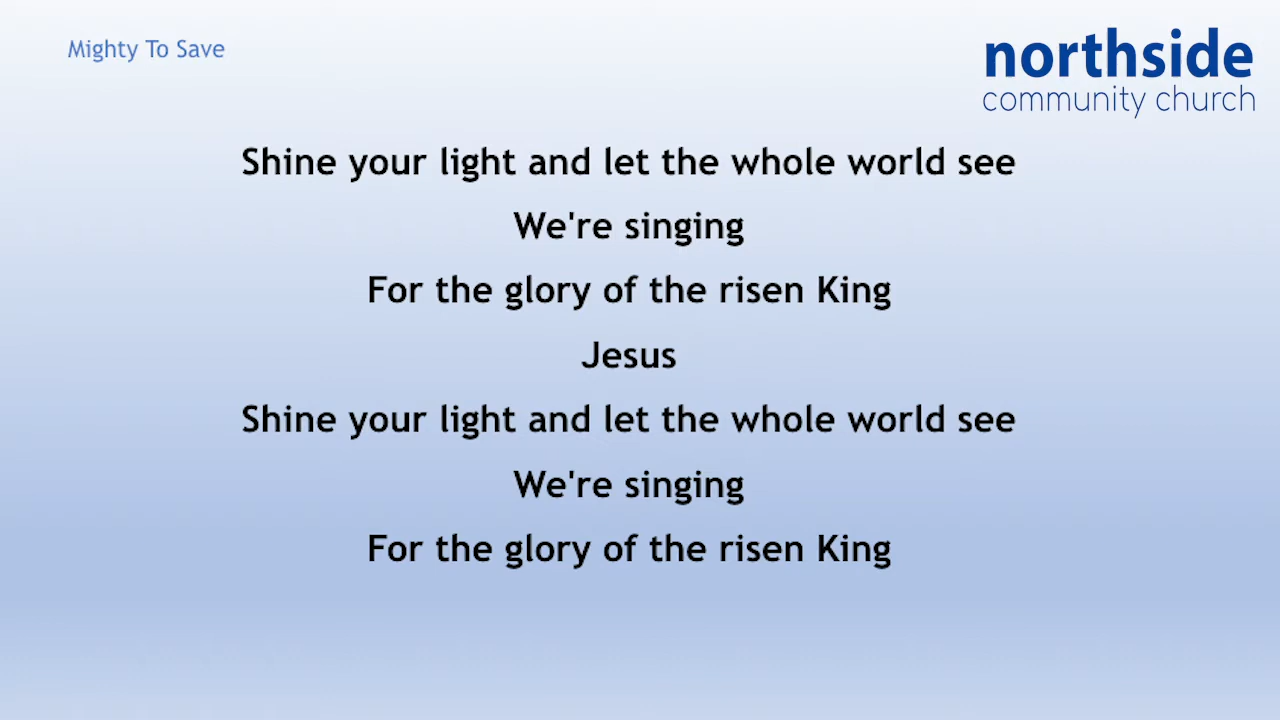 Mighty To Save
northside
community church
Shine your light and let the whole world see
We're singing
For the glory of the risen King
Jesus
Shine your light and let the whole world see
We're singing
For the glory of the risen King